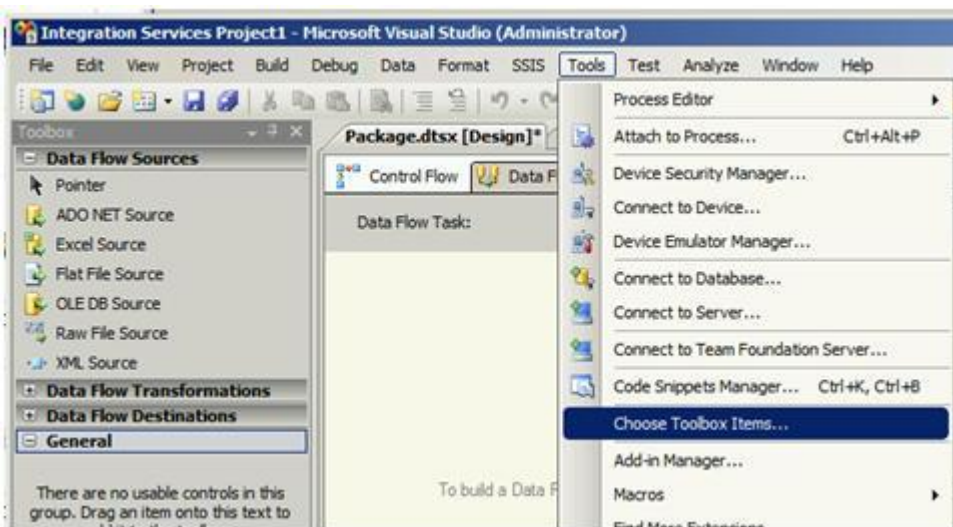 Integration Services Project1 - Microsoft Visual Studio (Administrator)
File Edit View Project Build Debug Data Format SSIS Tools Test Analyze Window Help
Toolbox
Data Flow Sources
Pointer
ADO NET Source
Excel Source
Flat File Source
OLE DB Source
Raw File Source
XML Source
Data Flow Transformations
Data Flow Destinations
General
There are no usable controls in this
group. Drag an item onto this text to
Package.dtsx [Design]*
Control Flow Data F
Data Flow Task:
To build a Data F
Process Editor
Attach to Process... Ctrl+Alt+P
Device Security Manager...
Connect to Device...
Device Emulator Manager...
Connect to Database...
Connect to Server...
Connect to Team Foundation Server...
Code Snippets Manager... Ctrl+K, Ctrl+B
Choose Toolbox Items...
Add-in Manager...
Macros
Find More Extensions